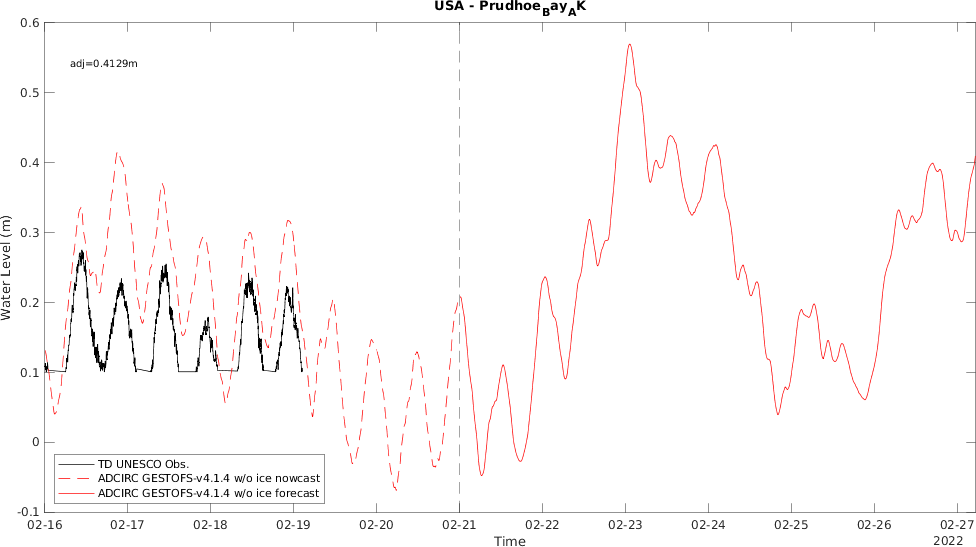 USA - Prudhoe_Bay_AK
0.6
adj=0.4129m
0.5
0.4
0.3
0.2
0.1
0
-0.1
Water Level (m)
TD UNESCO Obs.
ADCIRC GESTOFS-v4.1.4 w/o ice nowcast
ADCIRC GESTOFS-v4.1.4 w/o ice forecast
02-16 02-17 02-18 02-19 02-20 02-21 02-22 02-23 02-24 02-25 02-26 02-27
Time
2022